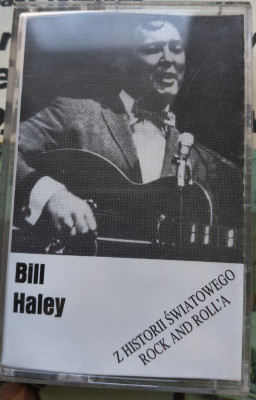 Bill
Haley
Z HISTORII ŚWIATOWEGO
ROCK AND ROLL'A